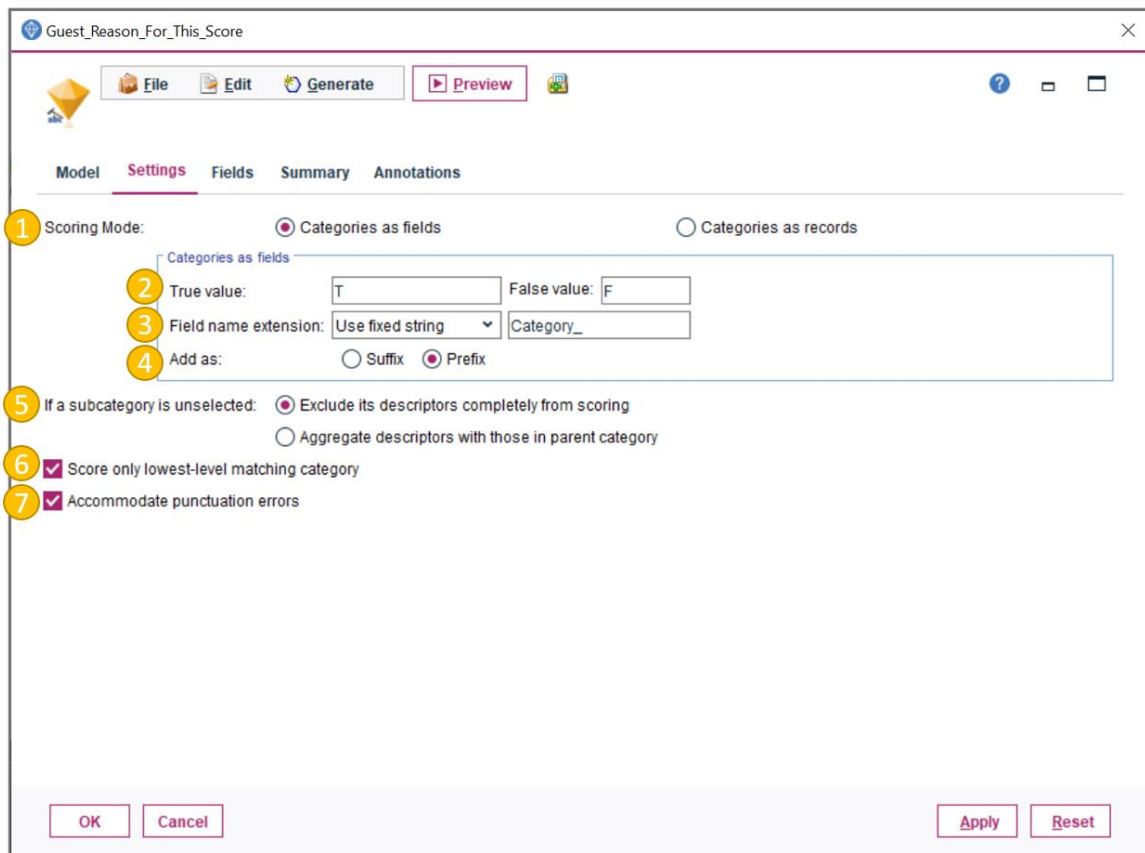 Guest_Reason_For_This_Score
File Edit Generate Preview
abc
Model Settings Fields Summary Annotations
1 Scoring Mode: Categories as fields Categories as records
Categories as fields
2 True value: T False value: F
3 Field name extension: Use fixed string Category_
4 Add as: Suffix Prefix
5 If a subcategory is unselected: Exclude its descriptors completely from scoring
Aggregate descriptors with those in parent category
6 Score only lowest-level matching category
7 Accommodate punctuation errors
OK Cancel Apply Reset